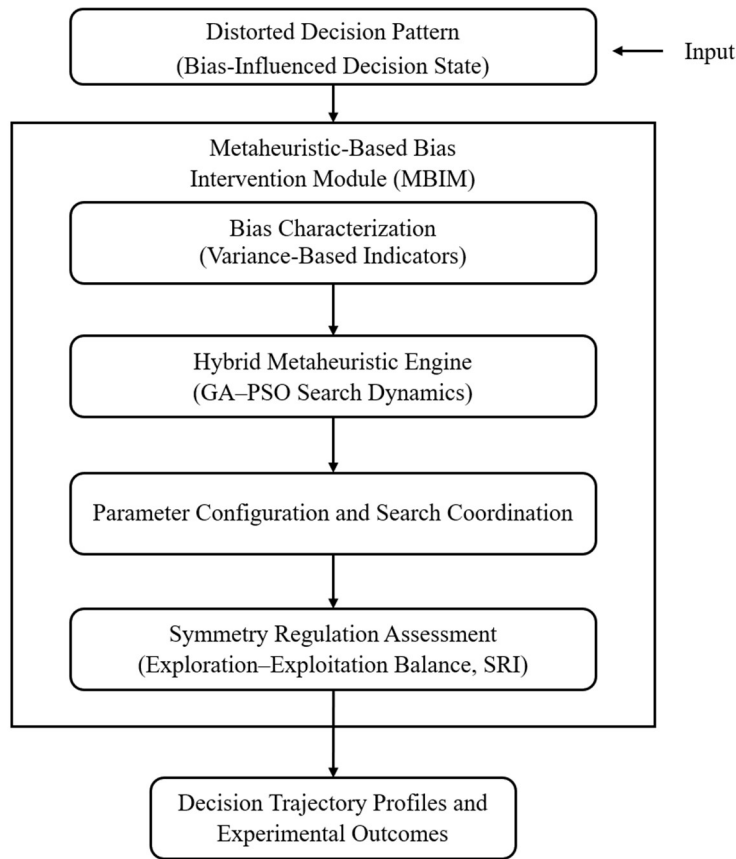 Distorted Decision Pattern
(Bias-Influenced Decision State)
Input
Metaheuristic-Based Bias
Intervention Module (MBIM)
Bias Characterization
(Variance-Based Indicators)
Hybrid Metaheuristic Engine
(GA–PSO Search Dynamics)
Parameter Configuration and Search Coordination
Symmetry Regulation Assessment
(Exploration–Exploitation Balance, SRI)
Decision Trajectory Profiles and
Experimental Outcomes